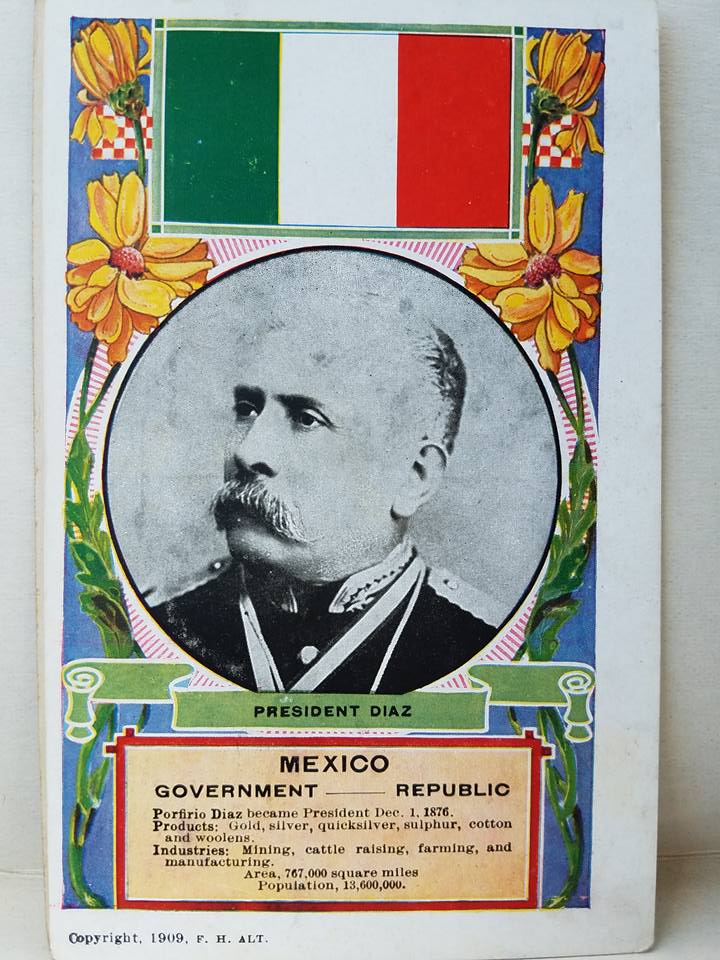 PRESIDENT DIAZ
MEXICO
GOVERNMENT —— REPUBLIC
Porfirio Diaz became President Dec. 1, 1876.
Products: Gold, silver, quicksilver, sulphur, cotton
and woolens.
Industries: Mining, cattle raising, farming, and
manufacturing.
Area, 767,000 square miles
Population, 13,600,000.
Copyright, 1909, F. H. ALT.